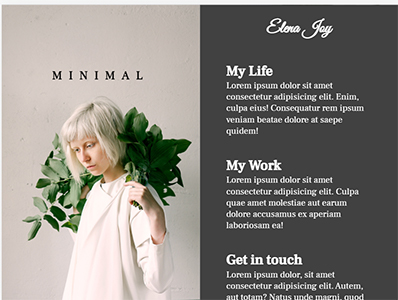 MINIMAL
Elena Joy
My Life
Lorem ipsum dolor sit amet
consectetur adipisicing elit. Enim,
culpa eius! Consequatur rem ipsum
veniam beatae dolore at saepe
quidem!
My Work
Lorem ipsum dolor sit amet
consectetur adipisicing elit. Culpa
quae amet molestiae aut earum
dolore accusamus ex aperiam
laboriosam ea!
Get in touch
Lorem ipsum dolor, sit amet
consectetur adipisicing elit. Autem,
aut totam? Natus unde magni, quod